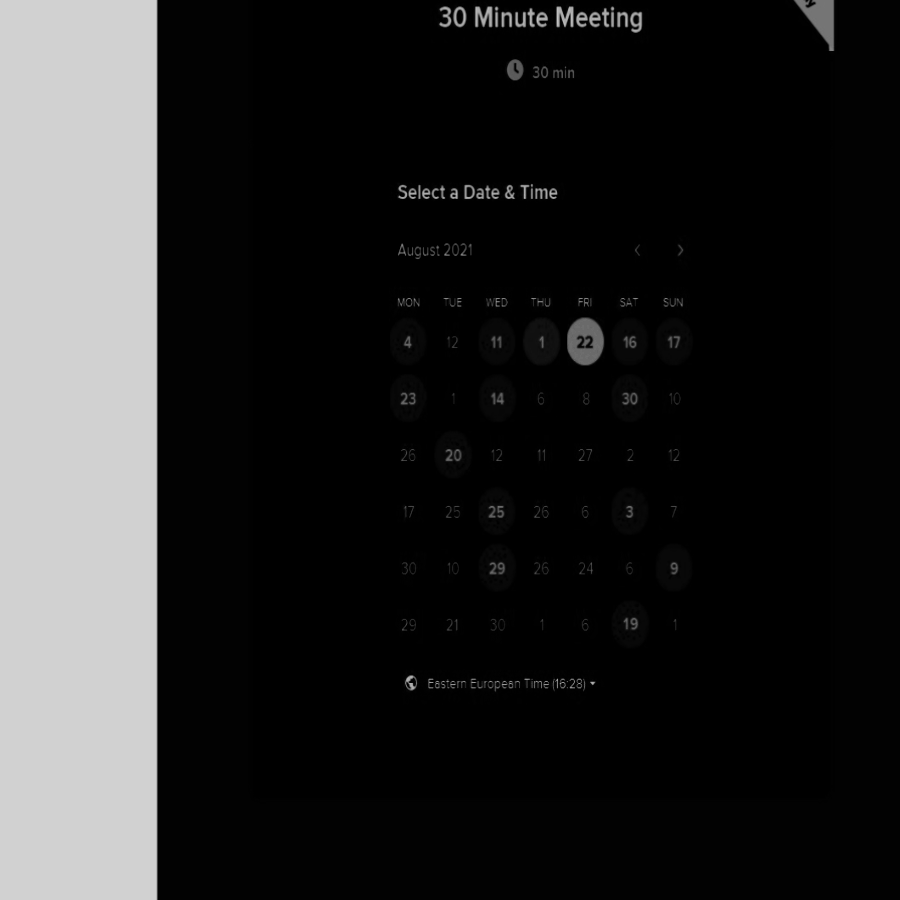 30 Minute Meeting
30 min
Select a Date & Time
August 2021
MON TUE WED THU FRI SAT SUN
4 12 11 1 22 16 17
23 1 14 6 8 30 10
26 20 12 11 27 2 12
17 25 25 26 6 3 7
30 10 29 26 24 6 9
29 21 30 1 6 19 1
Eastern European Time (16:28)